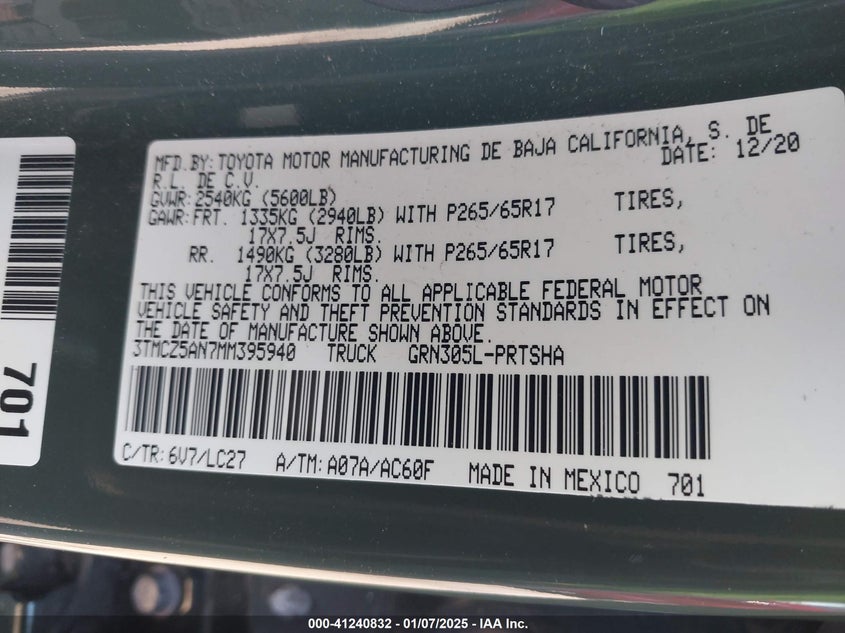 MFD.BY:TOYOTA MOTOR MANUFACTURING DE BAJA CALIFORNIA, S. DE
R.L. DE C.V. DATE: 12/20
GVWR:2540KG (5600LB)
GAWR:FRT. 1335KG (2940LB) WITH P265/65R17 TIRES,
17X7.5J RIMS.
RR. 1490KG (3280LB) WITH P265/65R17 TIRES,
17X7.5J RIMS.
THIS VEHICLE CONFORMS TO ALL APPLICABLE FEDERAL MOTOR
VEHICLE SAFETY AND THEFT PREVENTION STANDARDS IN EFFECT ON
THE DATE OF MANUFACTURE SHOWN ABOVE.
3TMCZ5AN7MM395940 TRUCK GRN305L-PRTSHA
C/TR:6V7/LC27 A/TM:A07A/AC60F MADE IN MEXICO 701
701
000-41240832 - 01/07/2025 - IAA Inc.